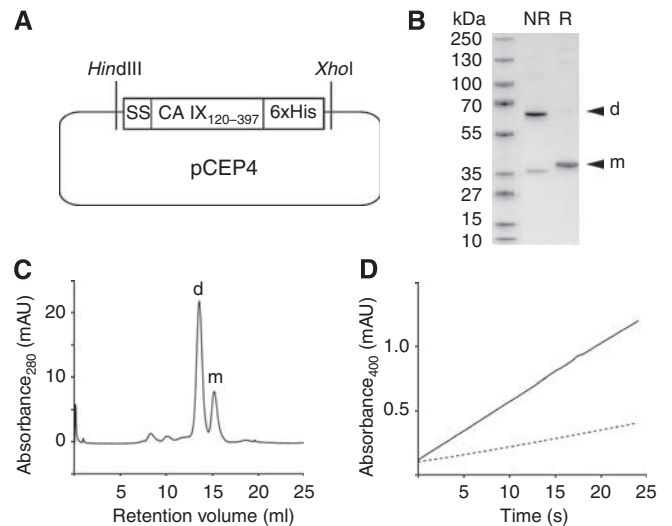 A
HindIII
XhoI
SS CA IX120–397 6xHis
pCEP4
B
kDa NR R
250
130
100
70
55
35
27
15
10
d
m
C
Absorbance280 (mAU)
20
10
0
d
m
5 10 15 20 25
Retention volume (ml)
D
Absorbance400 (mAU)
1.0
0.5
5 10 15 20 25
Time (s)